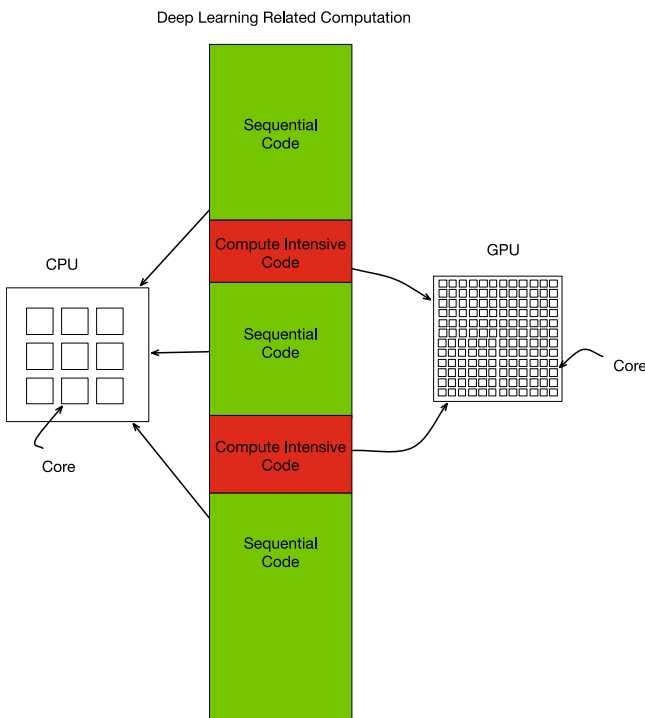 Deep Learning Related Computation
Sequential
Code
Compute Intensive
Code
GPU
CPU
Sequential
Code
Core
Compute Intensive
Code
Core
Sequential
Code